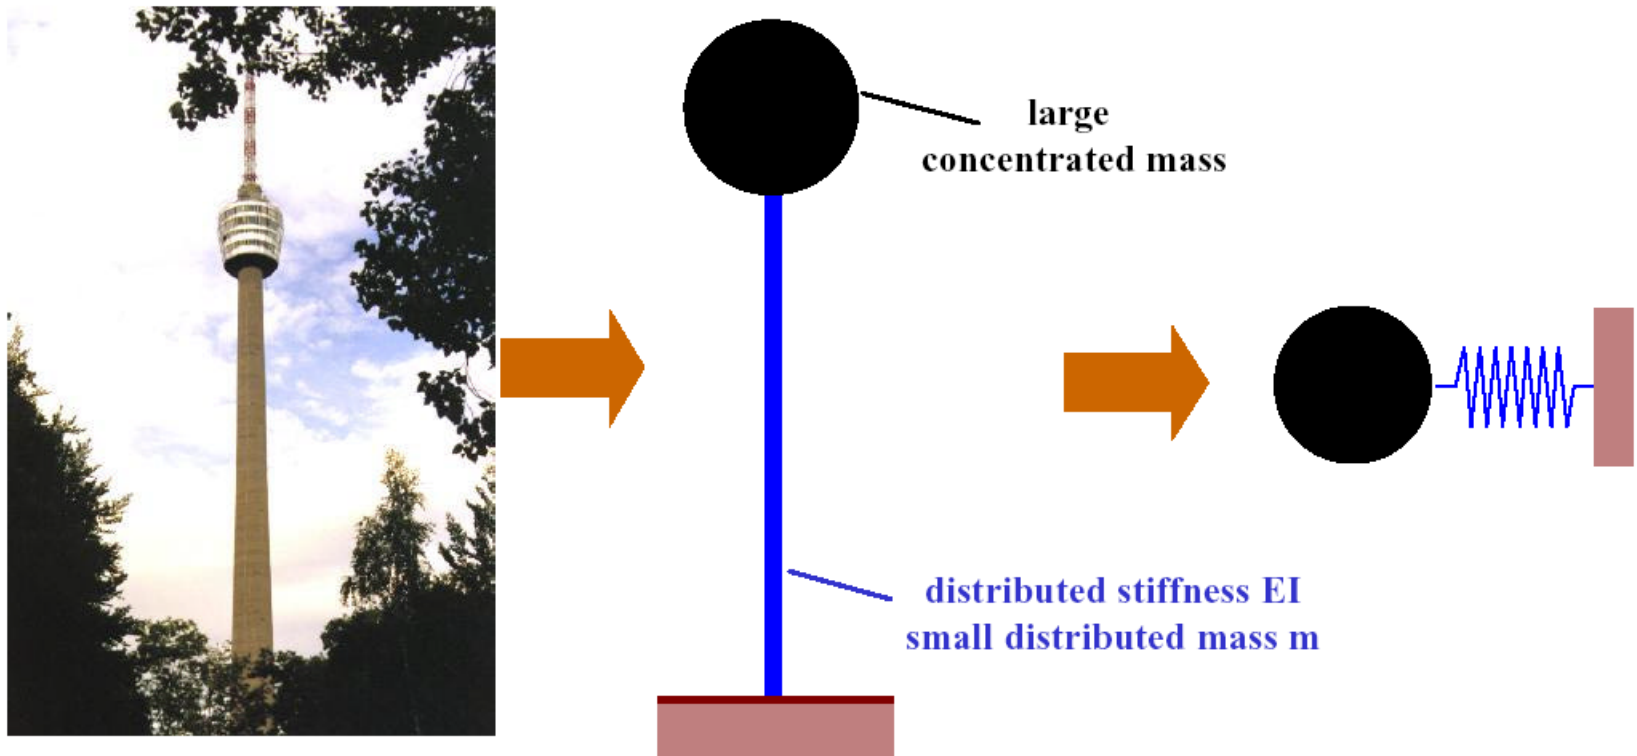 large
concentrated mass
distributed stiffness EI
small distributed mass m